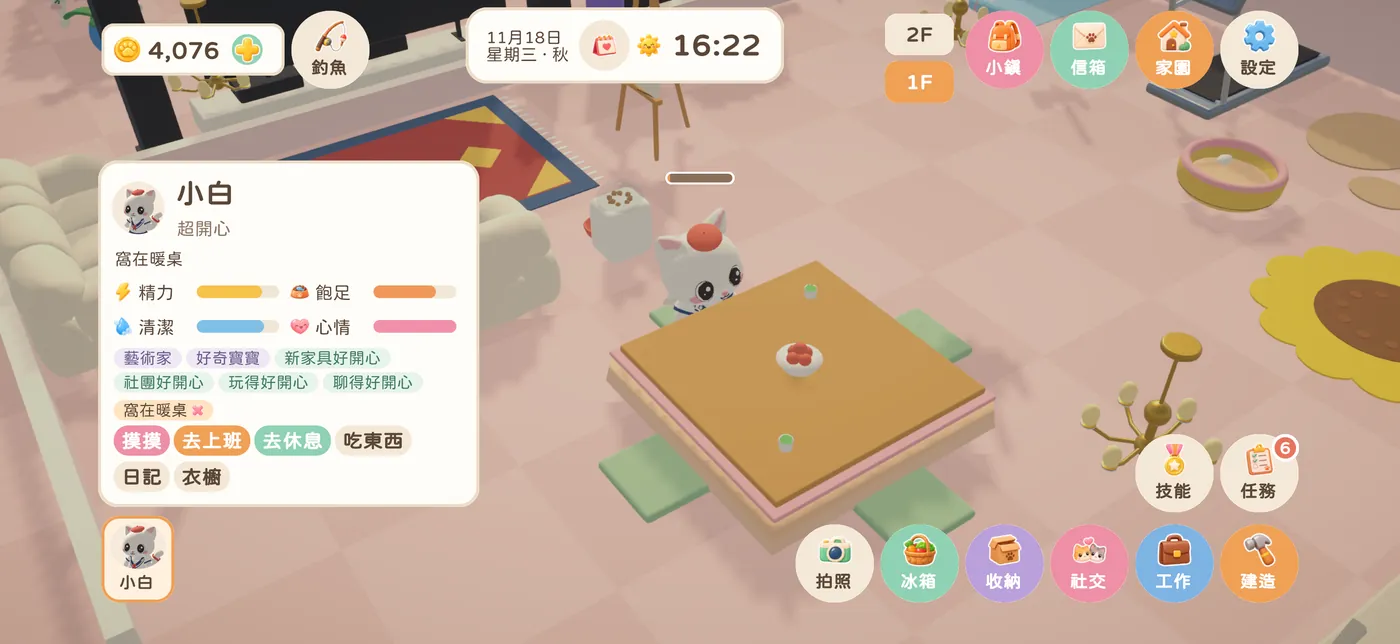 4,076
釣魚
11月18日
星期三·秋
16:22
2F
1F
小鎮
信箱
家園
設定
小白
超開心
窩在暖桌
精力
飽足
清潔
心情
藝術家 好奇寶寶 新家具好開心
社團好開心 玩得好開心 聊得好開心
窩在暖桌
摸摸 去上班 去休息 吃東西
日記 衣櫥
小白
技能
6
任務
拍照
冰箱
收納
社交
工作
建造